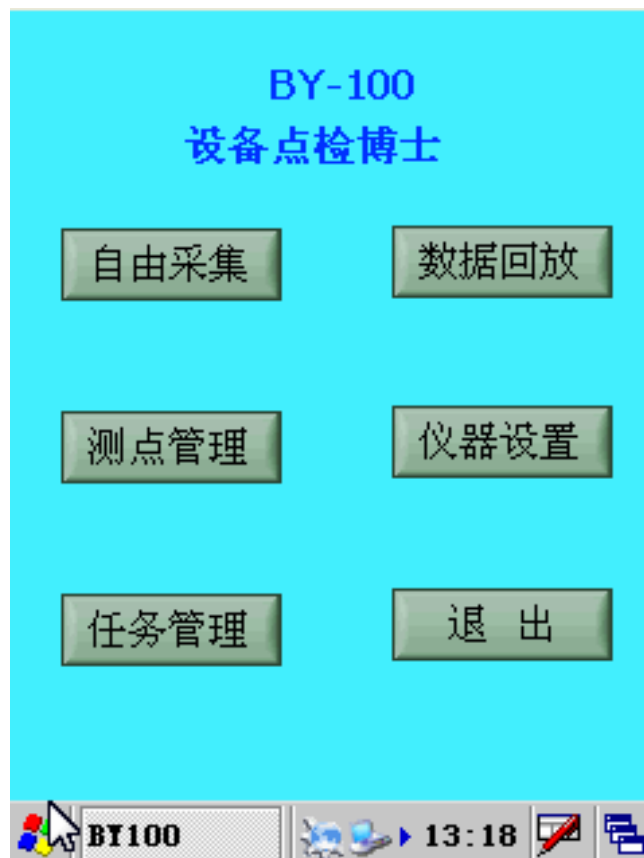 BY-100
设备点检博士
自由采集
数据回放
测点管理
仪器设置
任务管理
退 出
BY100
13:18